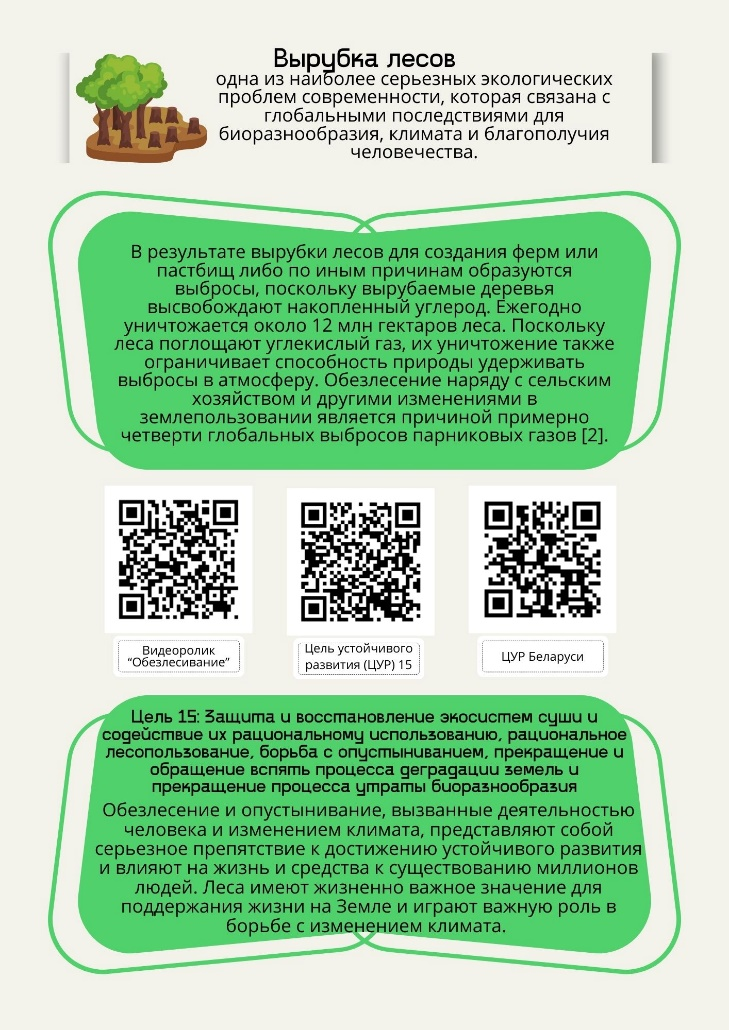 Вырубка лесов
одна из наиболее серьезных экологических
проблем современности, которая связана с
глобальными последствиями для
биоразнообразия, климата и благополучия
человечества.
В результате вырубки лесов для создания ферм или
пастбищ либо по иным причинам образуются
выбросы, поскольку вырубаемые деревья
высвобождают накопленный углерод. Ежегодно
уничтожается около 12 млн гектаров леса. Поскольку
леса поглощают углекислый газ, их уничтожение также
ограничивает способность природы удерживать
выбросы в атмосферу. Обезлесение наряду с сельским
хозяйством и другими изменениями в
землепользовании является причиной примерно
четверти глобальных выбросов парниковых газов [2].
Видеоролик
“Обезлесивание”
Цель устойчивого
развития (ЦУР) 15
ЦУР Беларуси
Цель 15: Защита и восстановление экосистем суши и
содействие их рациональному использованию, рациональное
лесопользование, борьба с опустыниванием, прекращение и
обращение вспять процесса деградации земель и
прекращение процесса утраты биоразнообразия
Обезлесение и опустынивание, вызванные деятельностью
человека и изменением климата, представляют собой
серьезное препятствие к достижению устойчивого развития
и влияют на жизнь и средства к существованию миллионов
людей. Леса имеют жизненно важное значение для
поддержания жизни на Земле и играют важную роль в
борьбе с изменением климата.